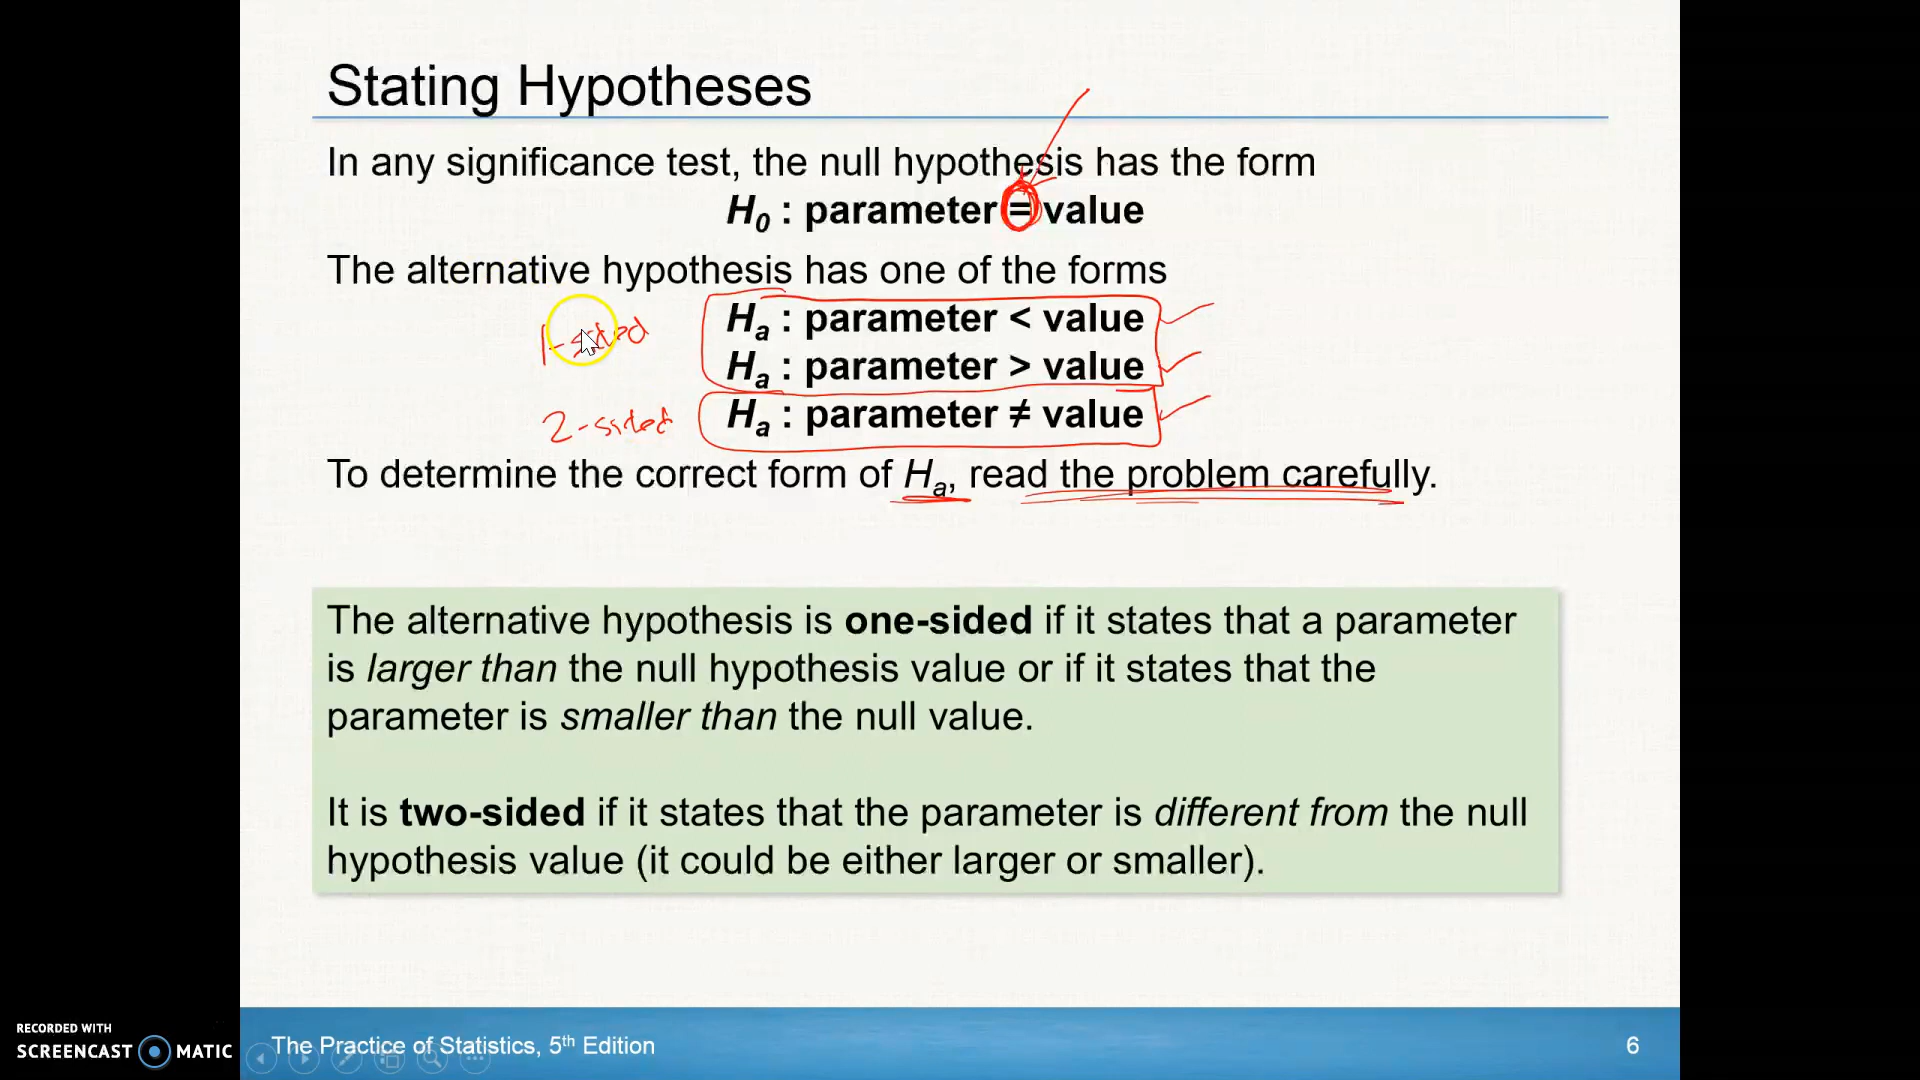 Stating Hypotheses
In any significance test, the null hypothesis has the form
H0 : parameter = value
The alternative hypothesis has one of the forms
1-sided
Ha : parameter < value
Ha : parameter > value
2-sided
Ha : parameter ≠ value
To determine the correct form of Ha, read the problem carefully.
The alternative hypothesis is one-sided if it states that a parameter
is larger than the null hypothesis value or if it states that the
parameter is smaller than the null value.
It is two-sided if it states that the parameter is different from the null
hypothesis value (it could be either larger or smaller).
RECORDED WITH
SCREENCAST MATIC
The Practice of Statistics, 5th Edition
6